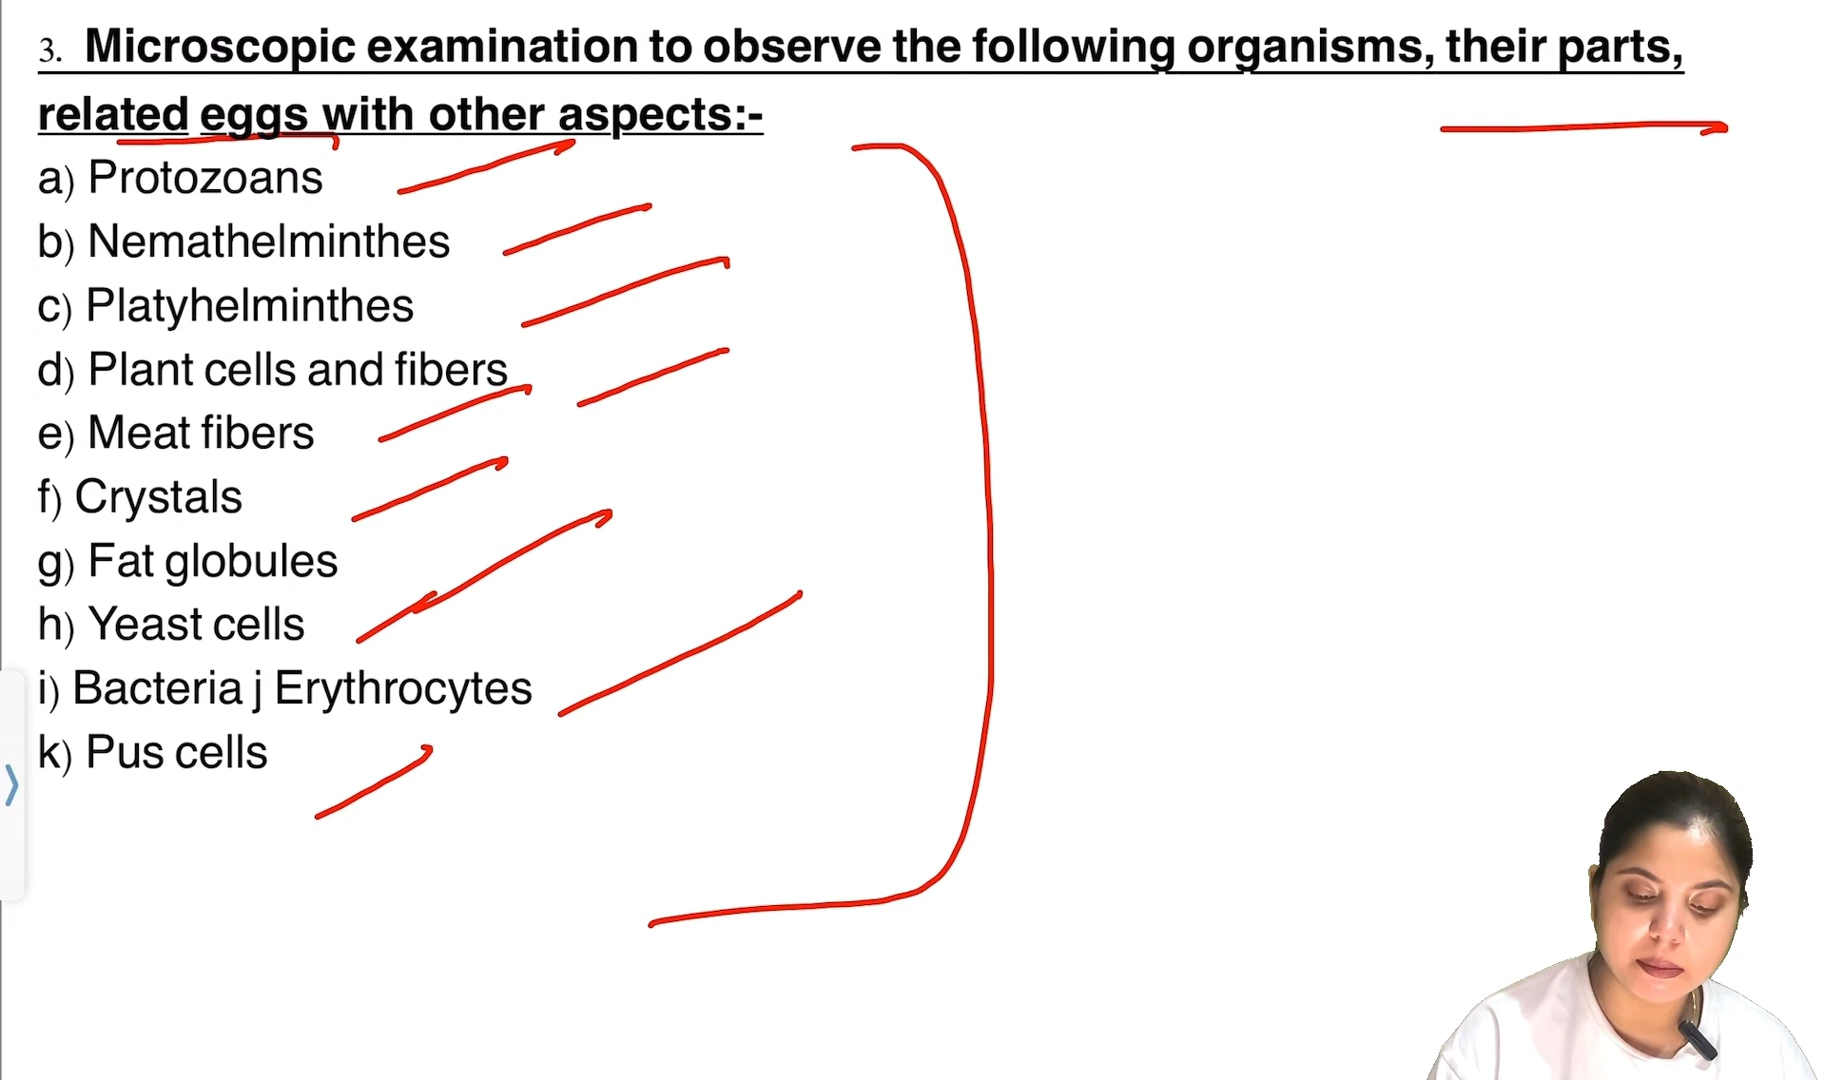 3. Microscopic examination to observe the following organisms, their parts,
related eggs with other aspects:-
a) Protozoans
b) Nemathelminthes
c) Platyhelminthes
d) Plant cells and fibers
e) Meat fibers
f) Crystals
g) Fat globules
h) Yeast cells
i) Bacteria j Erythrocytes
k) Pus cells